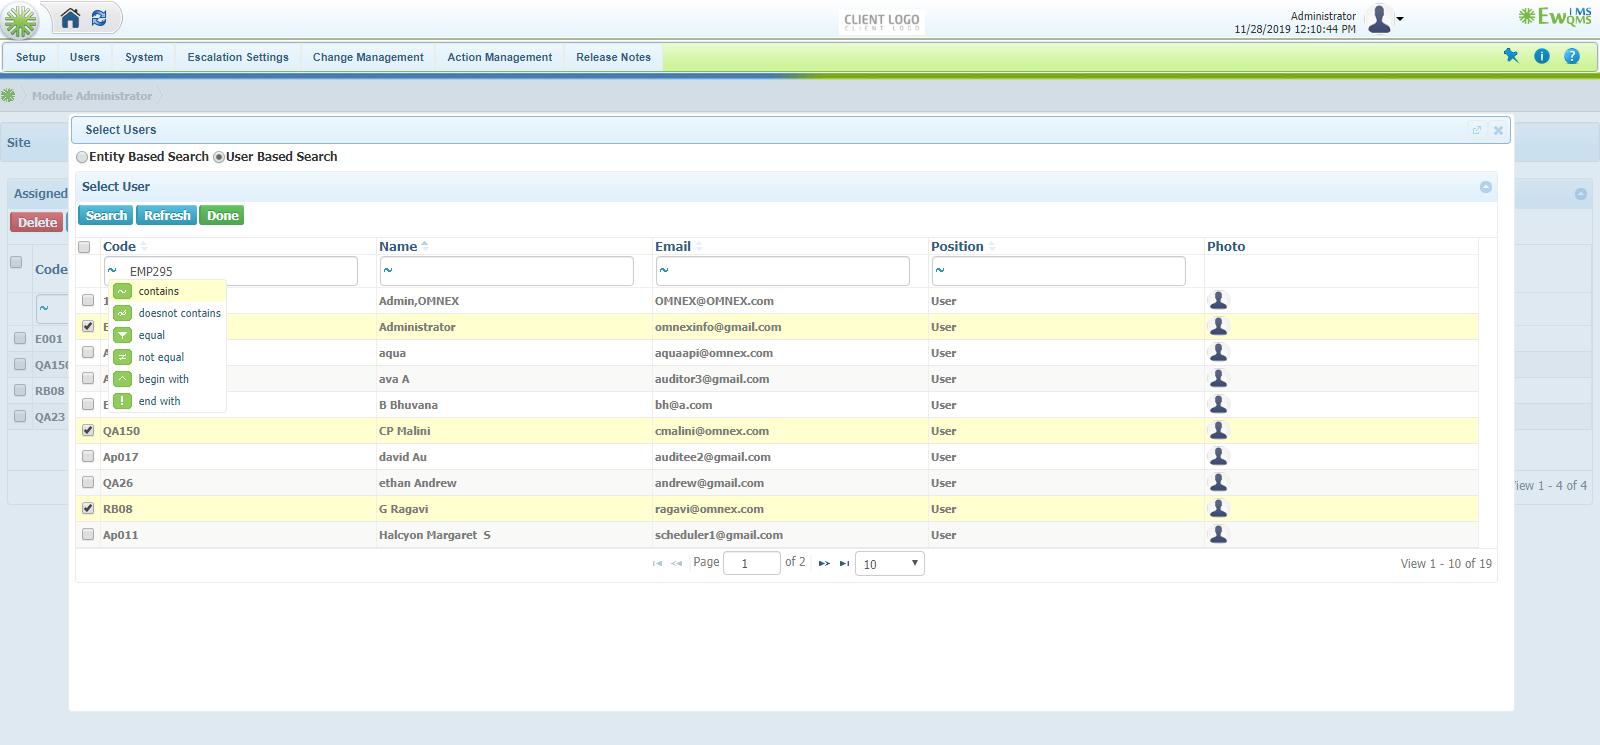 CLIENT LOGO
CLIENT LOGO
Administrator
11/28/2019 12:10:44 PM
EwIMS
QMS
Setup Users System Escalation Settings Change Management Action Management Release Notes
Module Administrator
Select Users
Site
Entity Based Search User Based Search
Select User
Assigned
Search Refresh Done
Delete
Code Name Email Position Photo
Code
~ EMP295 ~ ~ ~
~
contains
doesnot contains
equal
not equal
begin with
end with
1 Admin,OMNEX OMNEX@OMNEX.com User
E Administrator omnexinfo@gmail.com User
E001
A aqua aquaapi@omnex.com User
QA150
A ava A auditor3@gmail.com User
RB08
E B Bhuvana bh@a.com User
QA23
QA150 CP Malini cmalini@omnex.com User
Ap017 david Au auditee2@gmail.com User
QA26 ethan Andrew andrew@gmail.com User
View 1 - 4 of 4
RB08 G Ragavi ragavi@omnex.com User
Ap011 Halcyon Margaret S scheduler1@gmail.com User
Page 1 of 2 10 View 1 - 10 of 19